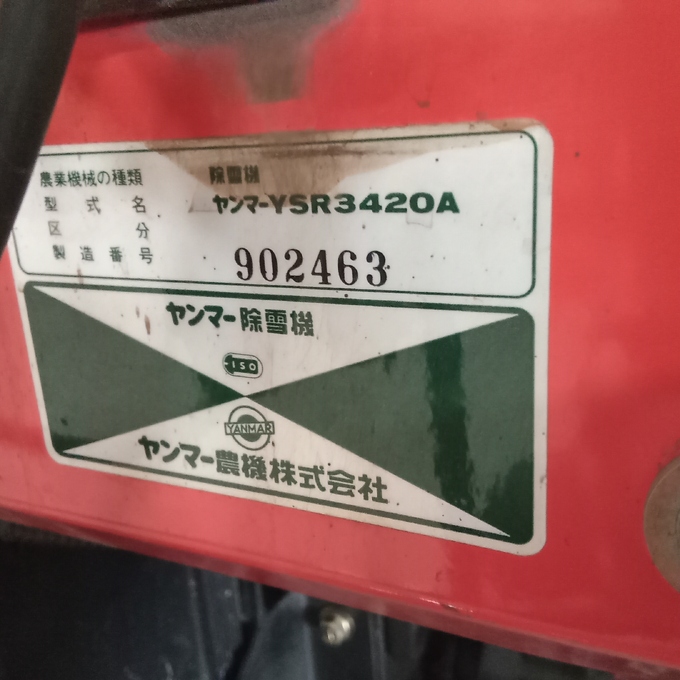 農業機械の種類 除雪機
型式名 ヤンマーYSR3420A
区分
製造番号 902463
ヤンマー除雪機
ISO
YANMAR
ヤンマー農機株式会社